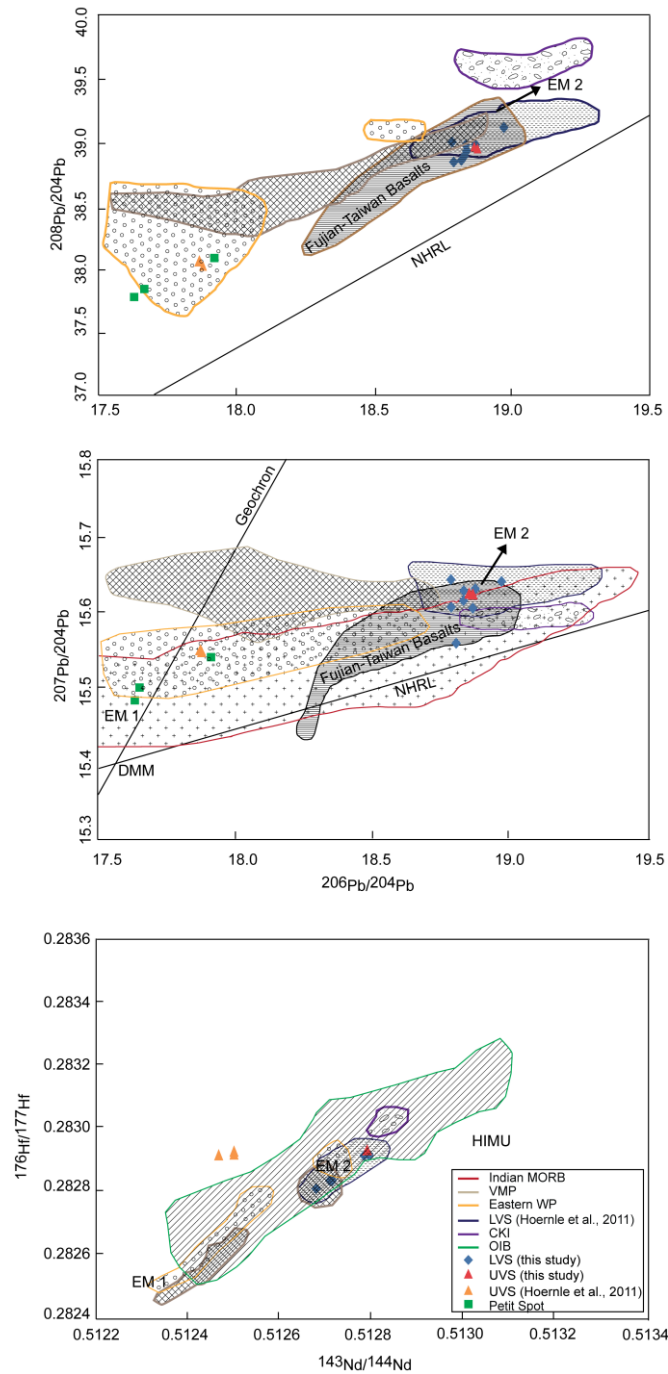 40.0
39.5
39.0
38.5
38.0
37.5
37.0
208Pb/204Pb
EM 2
Fujian-Taiwan Basalts
NHRL
17.5 18.0 18.5 19.0 19.5
15.8
15.7
15.6
15.5
15.4
15.3
207Pb/204Pb
Geochron
EM 2
Fujian-Taiwan Basalts
NHRL
EM 1
DMM
17.5 18.0 18.5 19.0 19.5
206Pb/204Pb
0.2836
0.2834
0.2832
0.2830
0.2828
0.2826
0.2824
176Hf/177Hf
HIMU
EM 2
EM 1
Indian MORB
VMP
Eastern WP
LVS (Hoernle et al., 2011)
CKI
OIB
LVS (this study)
UVS (this study)
UVS (Hoernle et al., 2011)
Petit Spot
0.5122 0.5124 0.5126 0.5128 0.5130 0.5132 0.5134
143Nd/144Nd